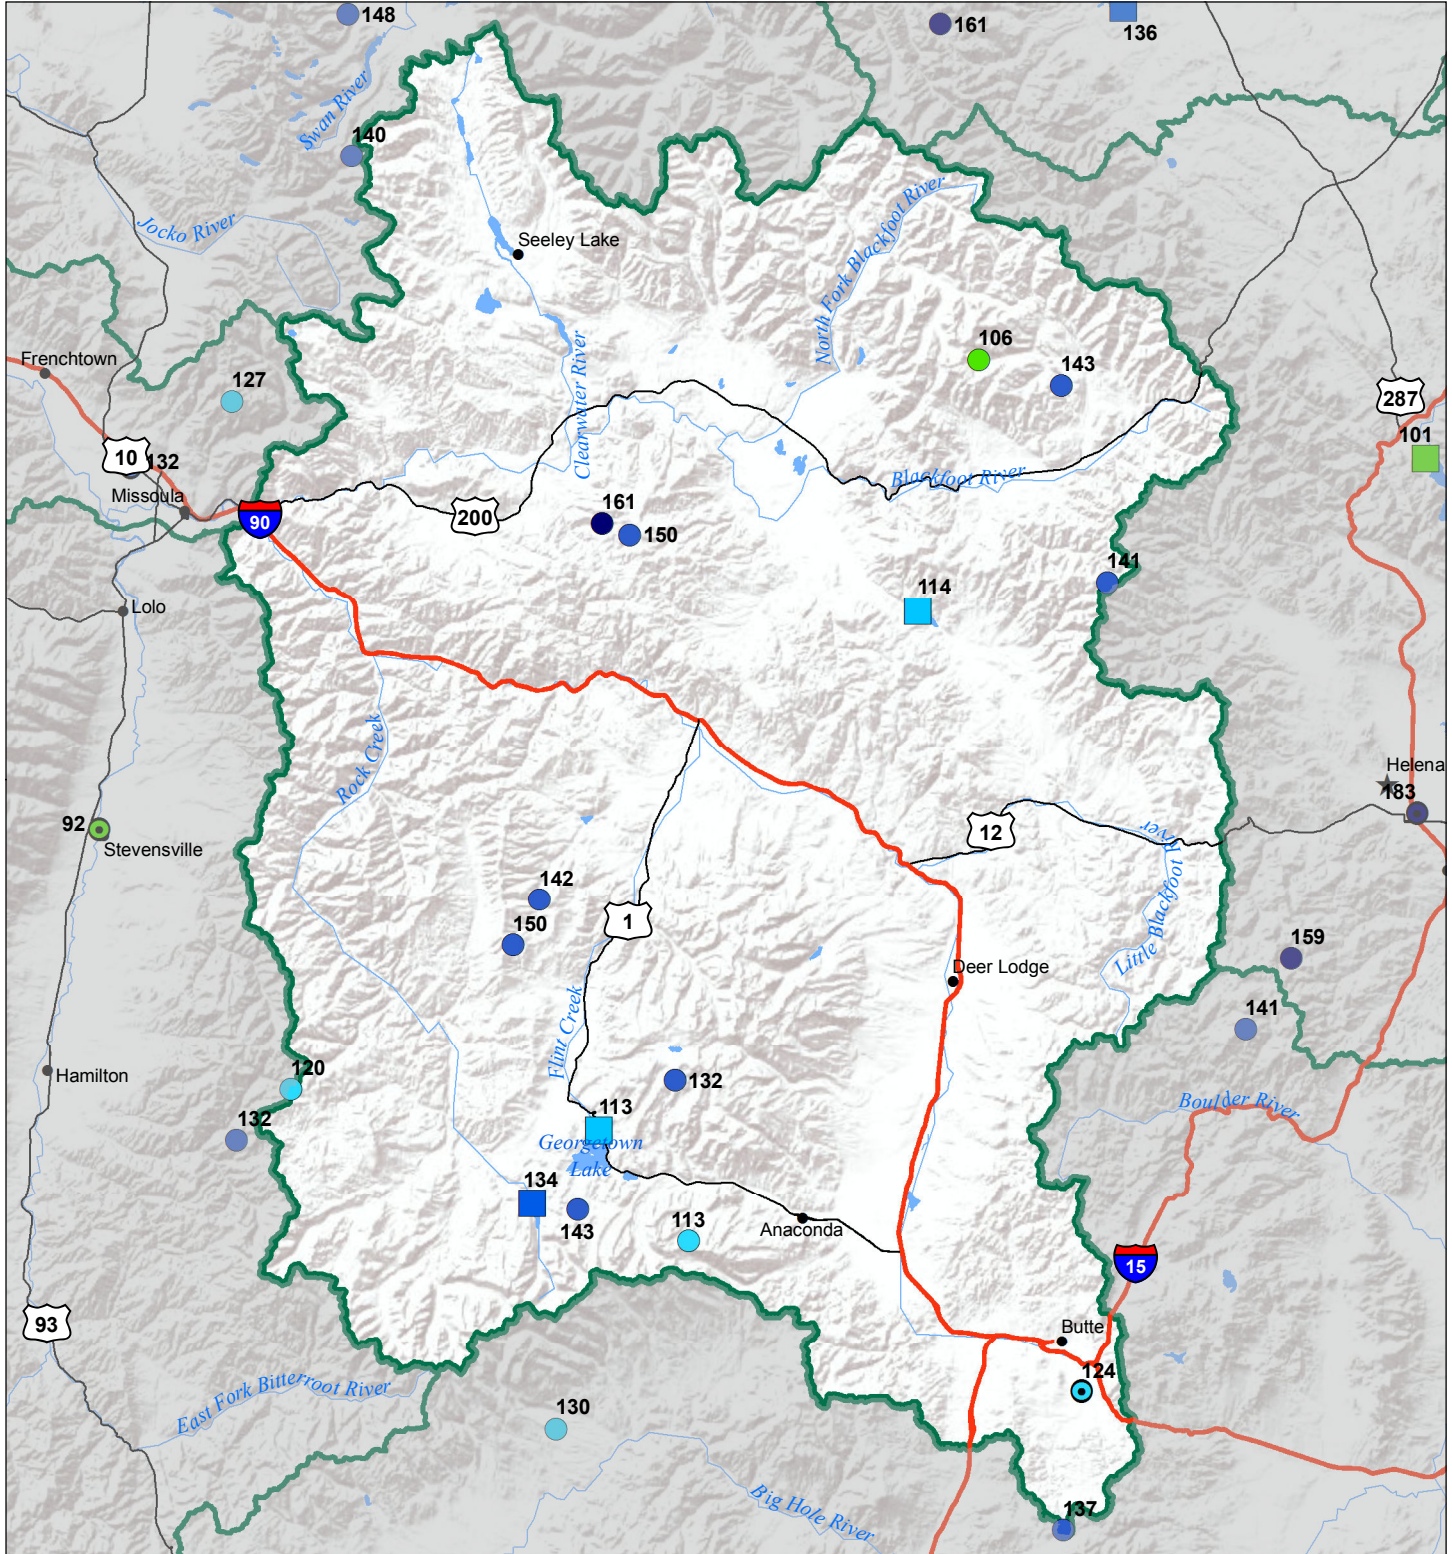 148
161
136
Swan River
140
Jocko River
Seeley Lake
North Fork Blackfoot River
Frenchtown
127
Clearwater River
106
143
287
10
132
101
Missoula
90
200
Blackfoot River
161
150
141
114
Lolo
Rock Creek
Helena
183
92
Stevensville
12
Little Blackfoot River
142
1
150
159
Deer Lodge
141
Flint Creek
Hamilton
120
132
113
132
Boulder River
Georgetown
Lake
134
143
113
Anaconda
15
93
Butte
124
East Fork Bitterroot River
130
Big Hole River
137